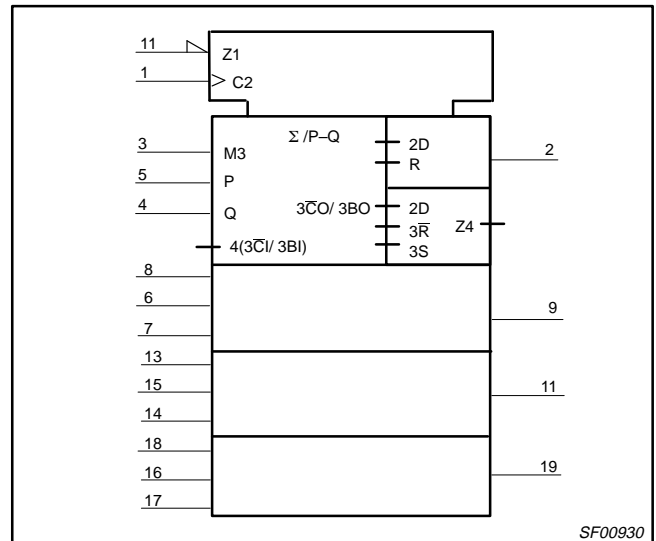 11 Z1
1 C2
Σ /P–Q
3 M3 2D 2
5 P R
4 Q 3C̅O/ 3BO 2D Z4
3R̅
4(3C̅I/ 3BI) 3S
8
6 9
7
13
15 11
14
18
16 19
17
SF00930